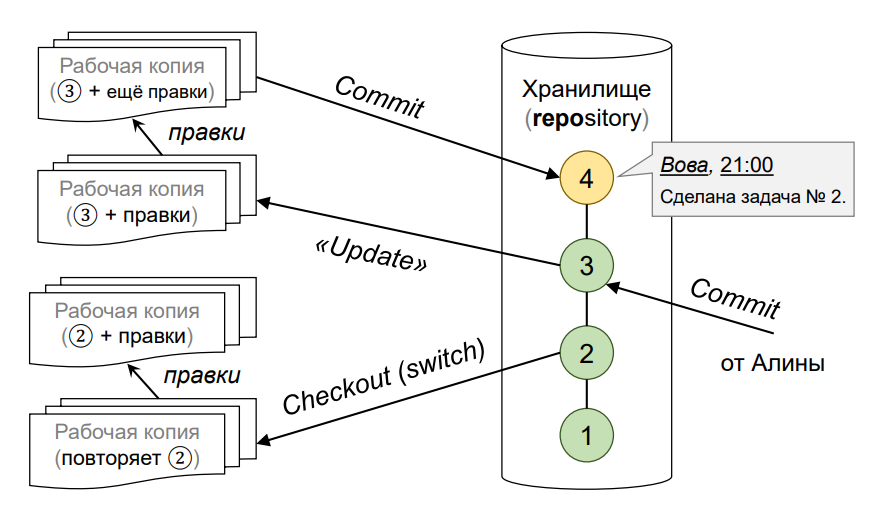 Рабочая копия
(③ + ещё правки)
правки
Рабочая копия
(③ + правки)
Рабочая копия
(② + правки)
правки
Рабочая копия
(повторяет ②)
Commit
«Update»
Checkout (switch)
Хранилище
(repository)
4
3
2
1
Вова, 21:00
Сделана задача № 2.
Commit
от Алины